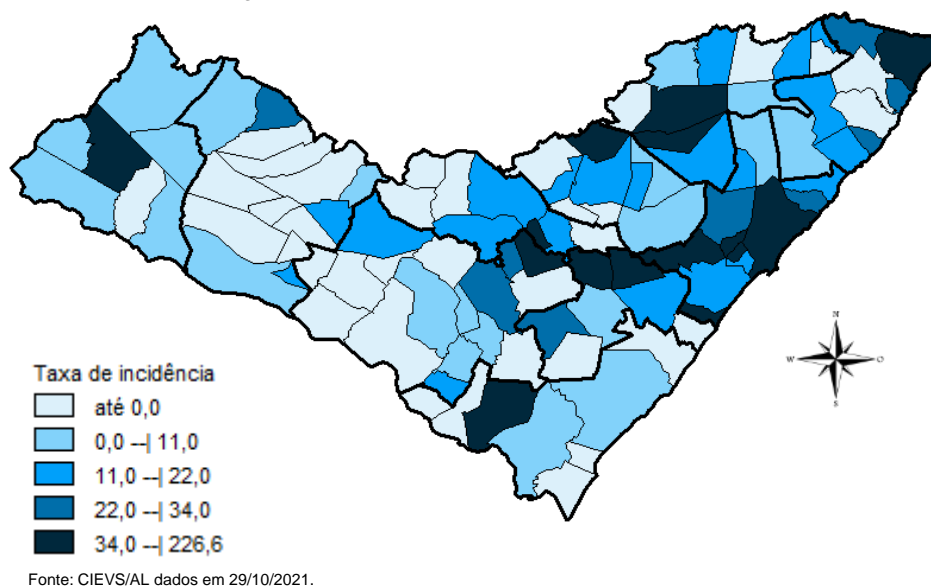 N
W
O
S
Taxa de incidência
até 0,0
0,0 --| 11,0
11,0 --| 22,0
22,0 --| 34,0
34,0 --| 226,6
Fonte: CIEVS/AL dados em 29/10/2021.